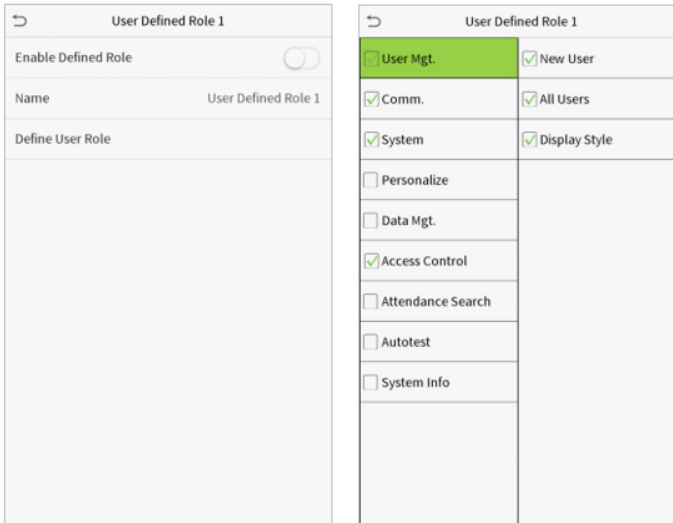 User Defined Role 1
Enable Defined Role
Name User Defined Role 1
Define User Role
User Defined Role 1
User Mgt. New User
Comm. All Users
System Display Style
Personalize
Data Mgt.
Access Control
Attendance Search
Autotest
System Info